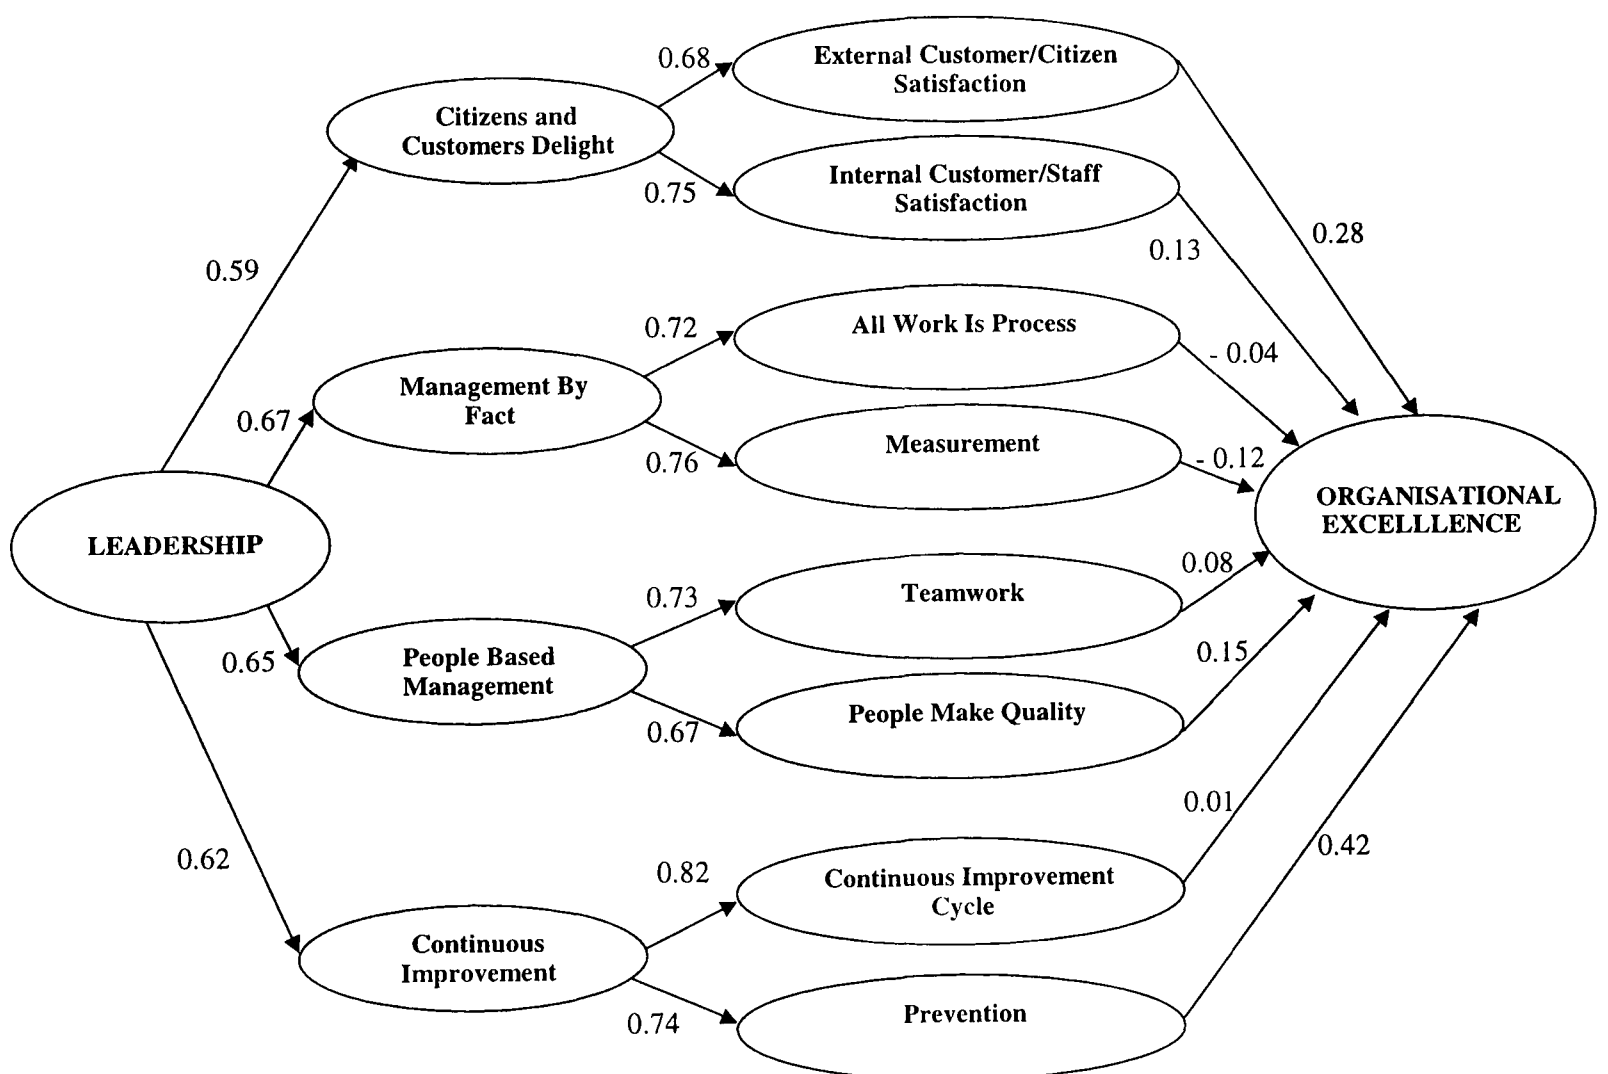 0.68
External Customer/Citizen
Satisfaction
Citizens and
Customers Delight
0.75
Internal Customer/Staff
Satisfaction
0.28
0.13
0.59
0.72
All Work Is Process
- 0.04
Management By
Fact
0.67
0.76
Measurement
- 0.12
ORGANISATIONAL
EXCELLLENCE
LEADERSHIP
0.73
Teamwork
0.08
0.65
People Based
Management
0.67
People Make Quality
0.15
0.01
0.42
0.62
0.82
Continuous Improvement
Cycle
Continuous
Improvement
0.74
Prevention